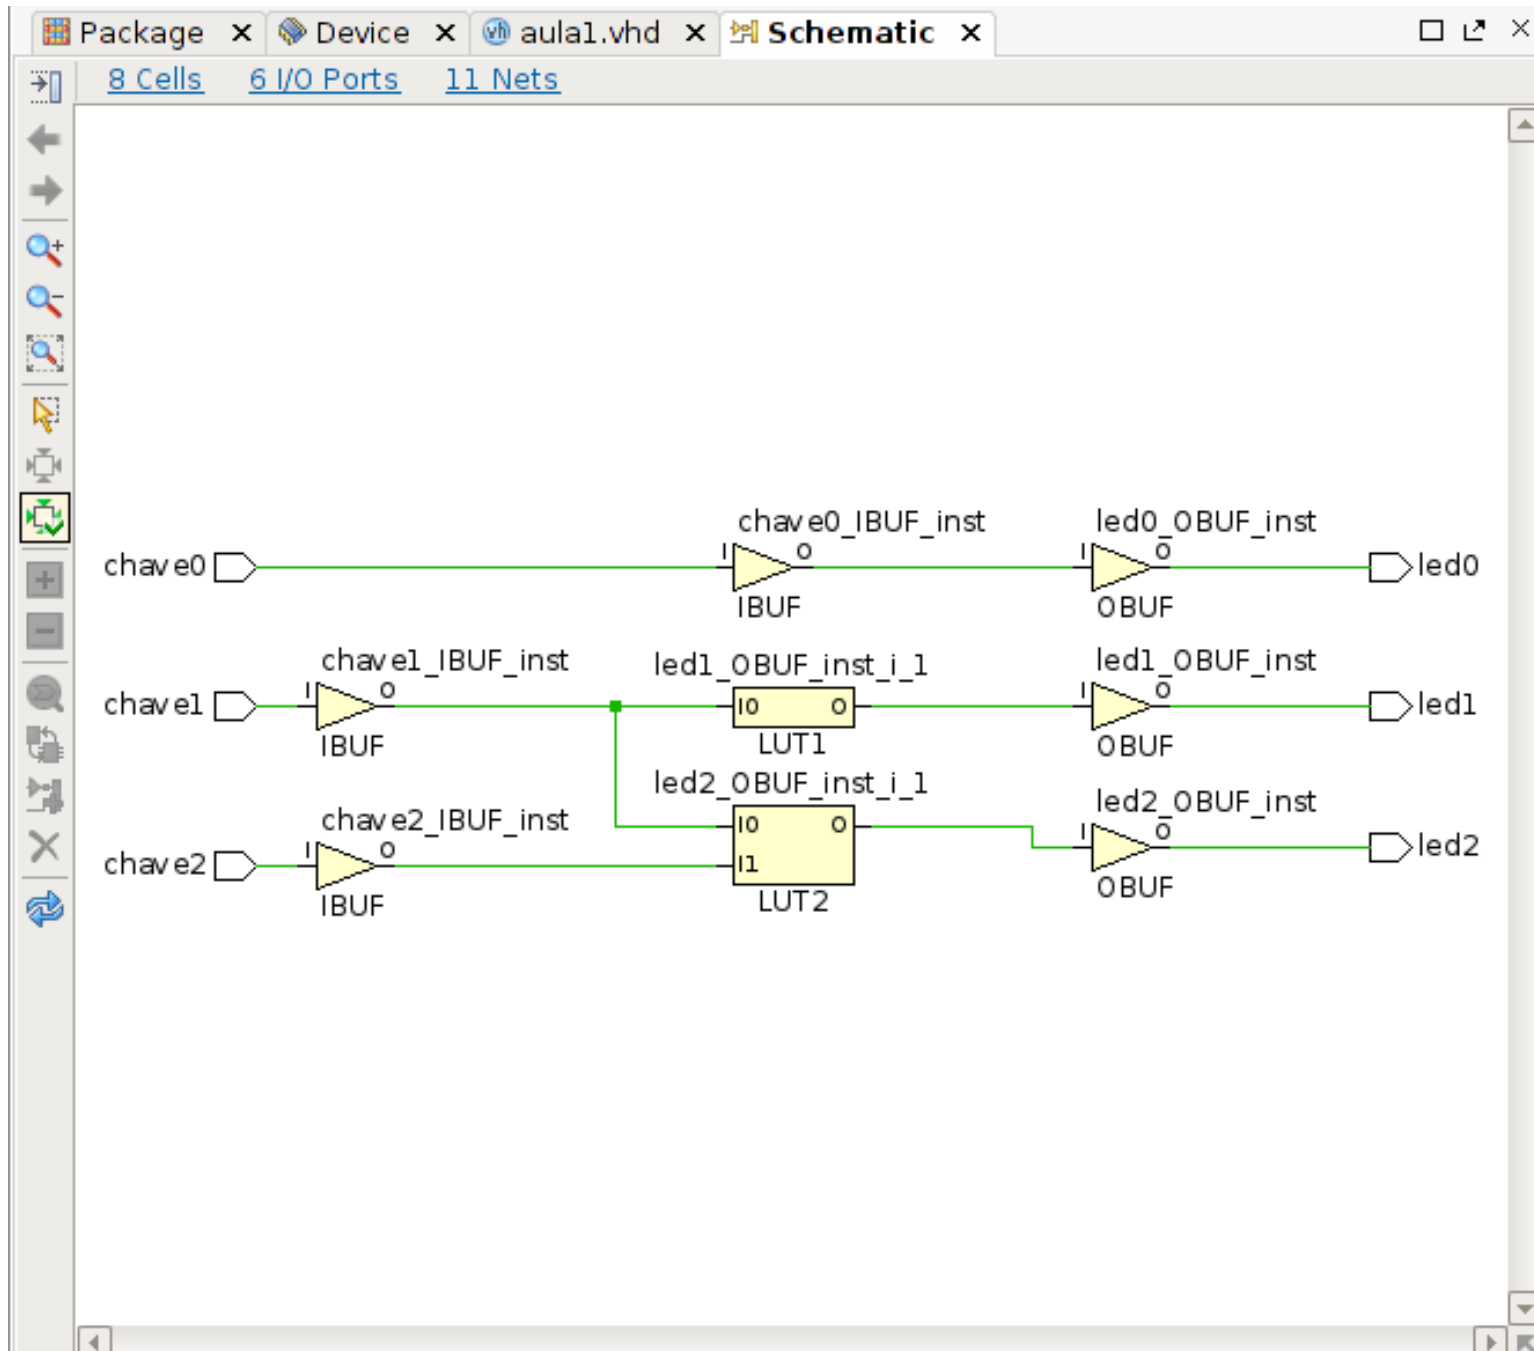 Package Device aula1.vhd Schematic
8 Cells 6 I/O Ports 11 Nets
chave0_IBUF_inst led0_OBUF_inst
chave0 I O I O led0
IBUF OBUF
chave1_IBUF_inst led1_OBUF_inst_i_1 led1_OBUF_inst
chave1 I O I0 O I O led1
IBUF LUT1 OBUF
led2_OBUF_inst_i_1
chave2_IBUF_inst I0 O led2_OBUF_inst
I O led2
chave2 I O I1
IBUF LUT2 OBUF